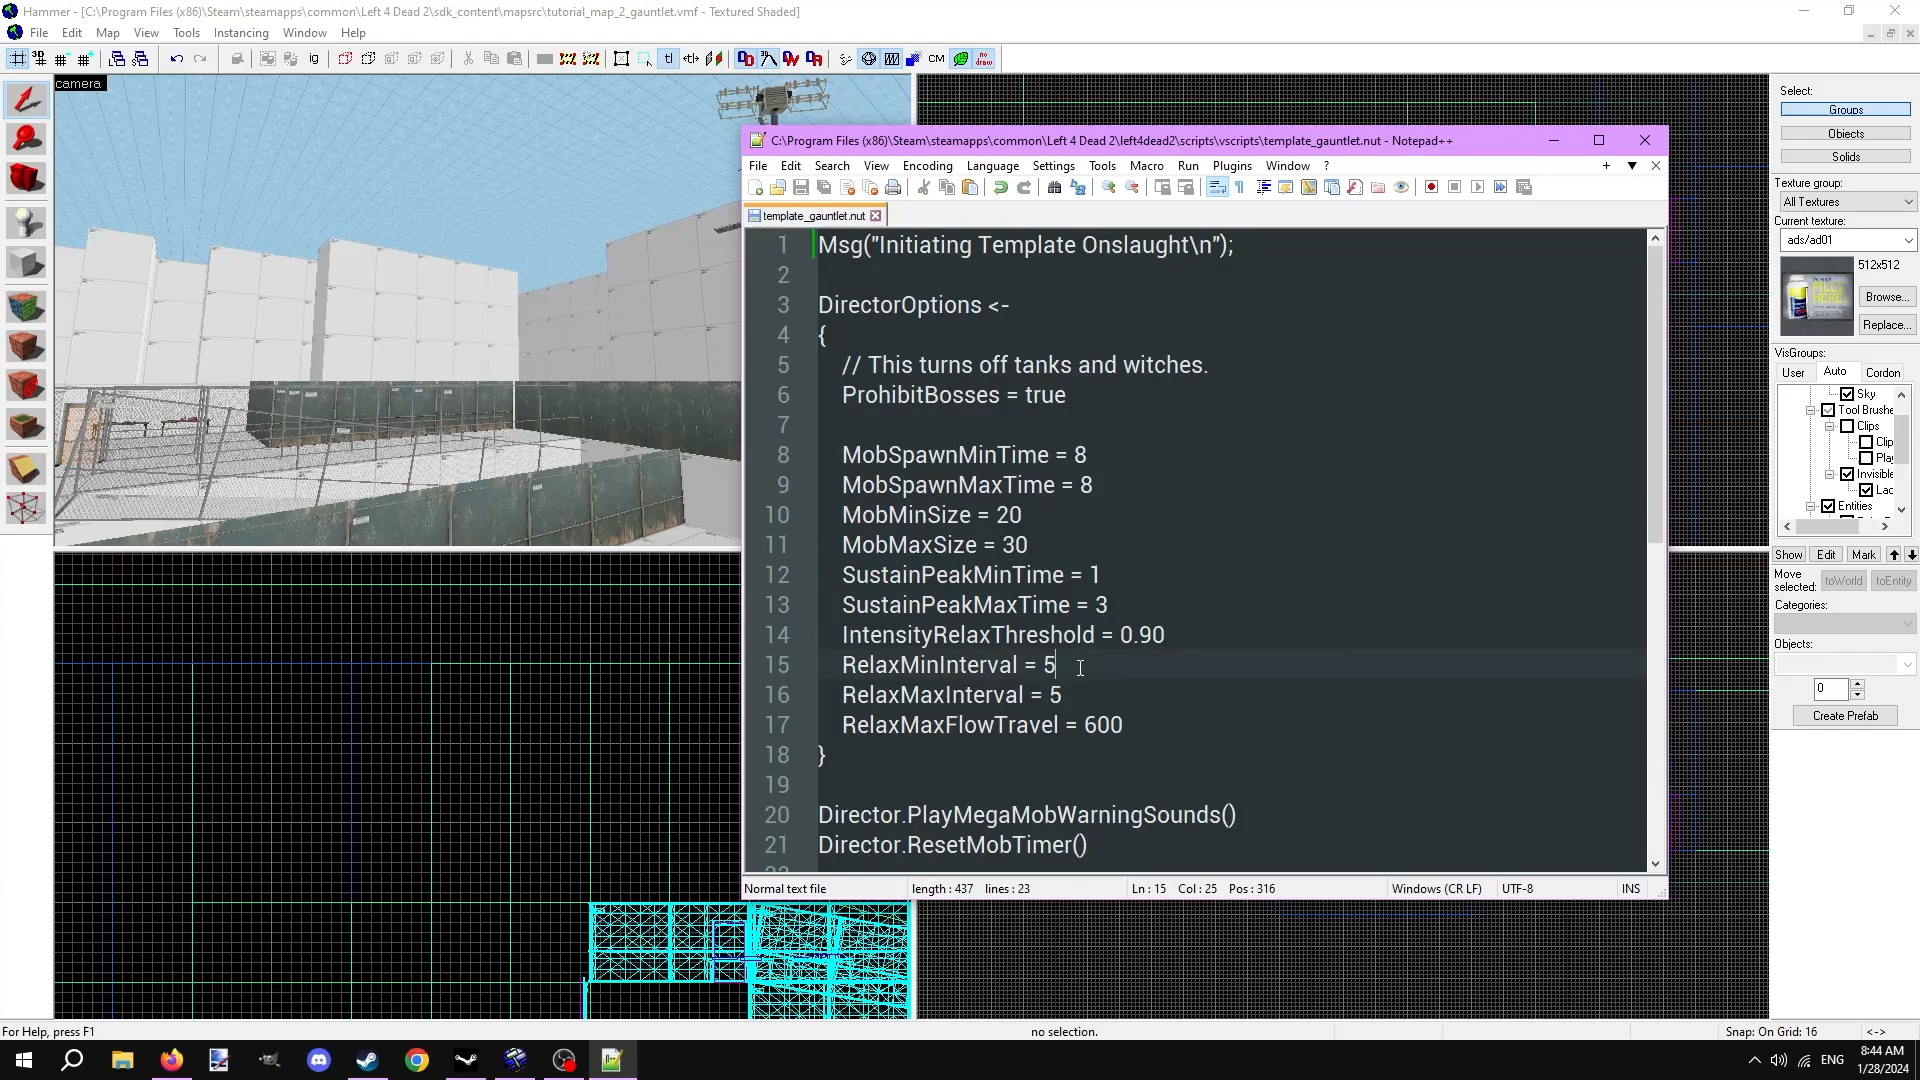 Hammer - [C:\Program Files (x86)\Steam\steamapps\common\Left 4 Dead 2\sdk_content\mapsrc\tutorial_map_2_gauntlet.vmf - Textured Shaded]
File Edit Map View Tools Instancing Window Help
camera
C:\Program Files (x86)\Steam\steamapps\common\Left 4 Dead 2\left4dead2\scripts\vscripts\template_gauntlet.nut - Notepad++
File Edit Search View Encoding Language Settings Tools Macro Run Plugins Window ?
template_gauntlet.nut
1 Msg("Initiating Template Onslaught\n");
2
3 DirectorOptions <-
4 {
5 // This turns off tanks and witches.
6 ProhibitBosses = true
7
8 MobSpawnMinTime = 8
9 MobSpawnMaxTime = 8
10 MobMinSize = 20
11 MobMaxSize = 30
12 SustainPeakMinTime = 1
13 SustainPeakMaxTime = 3
14 IntensityRelaxThreshold = 0.90
15 RelaxMinInterval = 5
16 RelaxMaxInterval = 5
17 RelaxMaxFlowTravel = 600
18 }
19
20 Director.PlayMegaMobWarningSounds()
21 Director.ResetMobTimer()
Normal text file length : 437 lines : 23 Ln : 15 Col : 25 Pos : 316 Windows (CR LF) UTF-8 INS
Select:
Groups
Objects
Solids
Texture group:
All Textures
Current texture:
ads/ad01
512x512
Browse...
Replace...
VisGroups:
User Auto Cordon
Sky
Tool Brushe
Clips
Clip
Play
Invisible
Entities
Show Edit Mark
Move selected: toWorld toEntity
Categories:
Objects:
0
Create Prefab
For Help, press F1
no selection.
Snap: On Grid: 16 <->
ENG
8:44 AM
1/28/2024